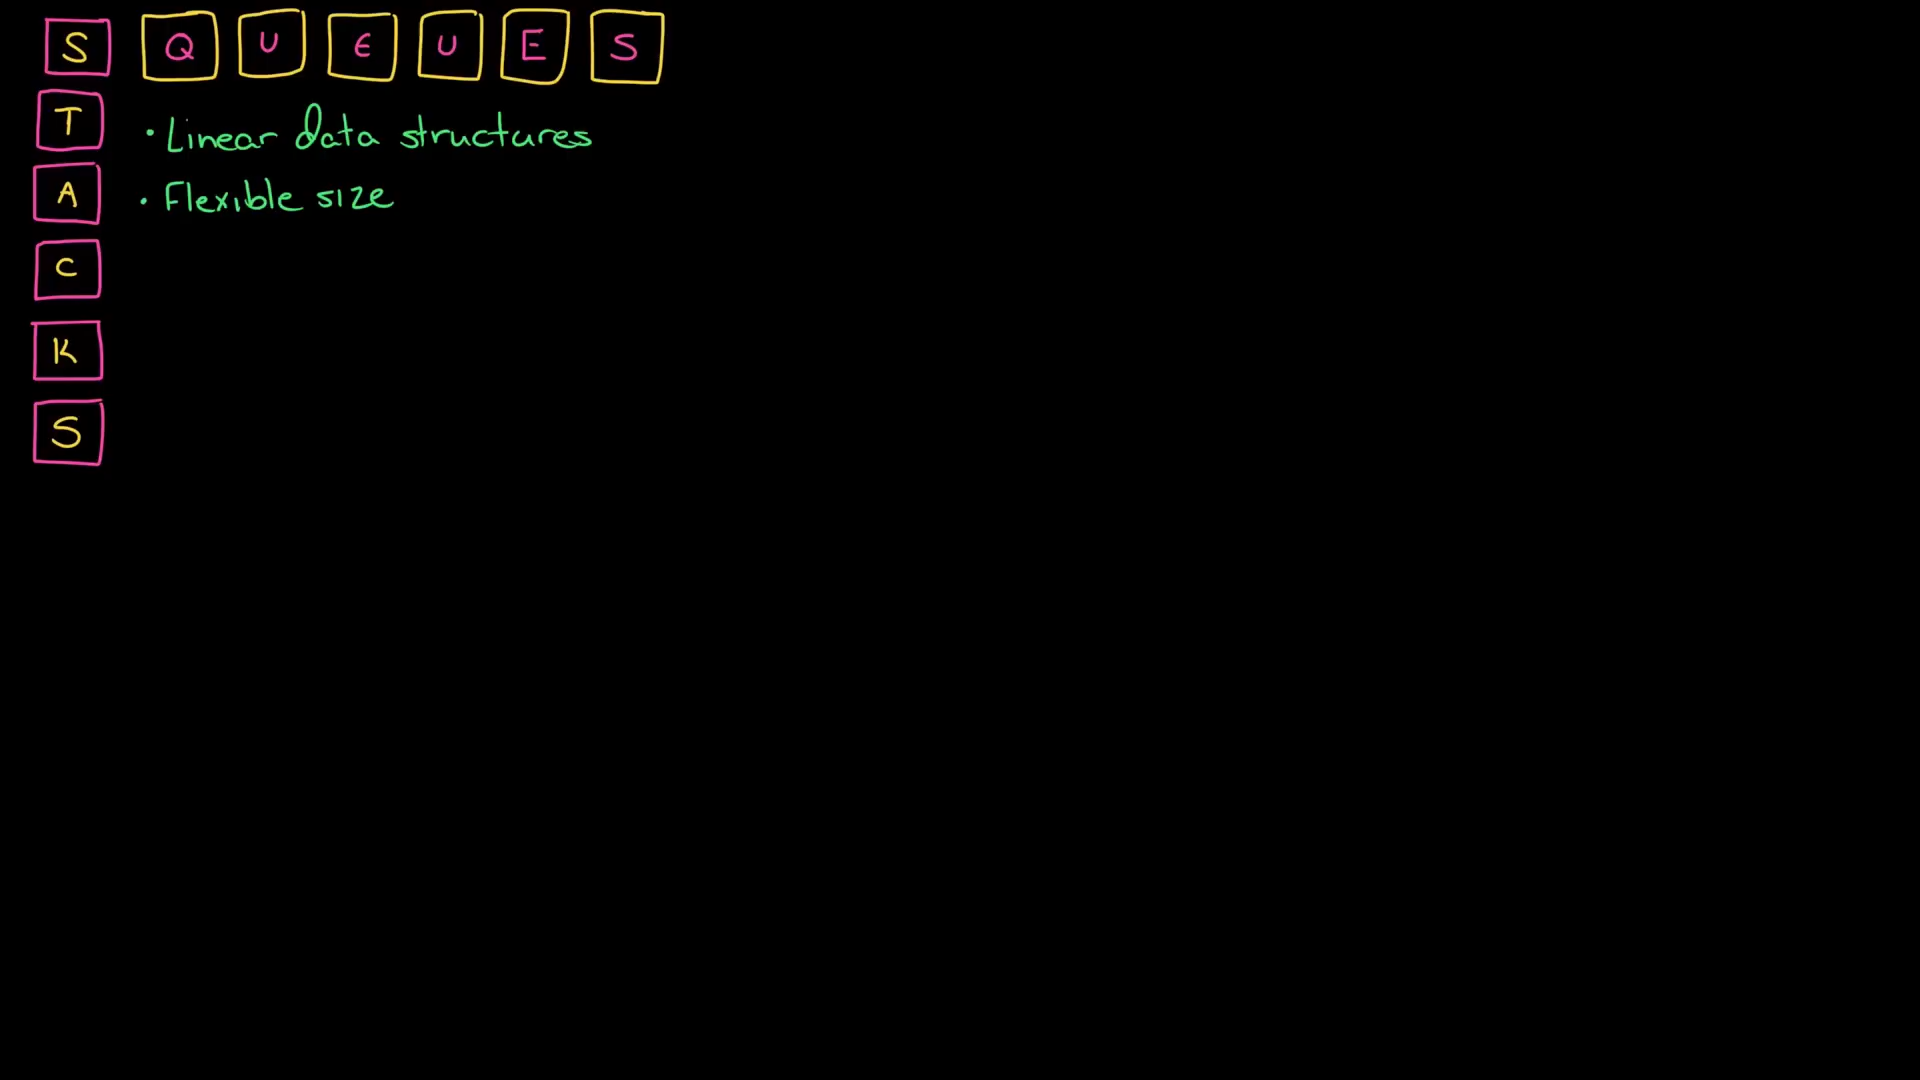 S QUEUES
T
A
C
K
S
• Linear data structures
• Flexible size